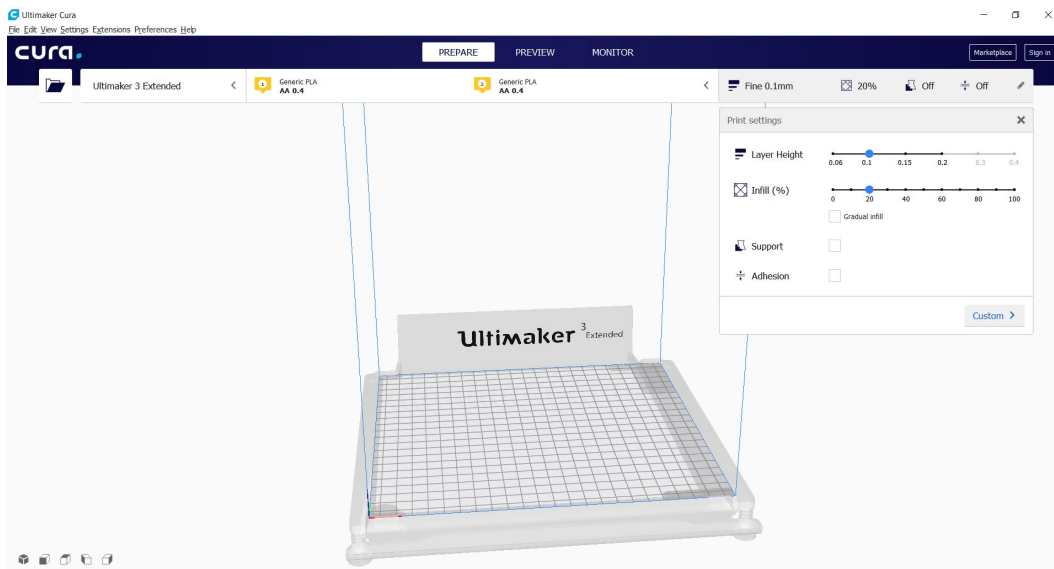 Ultimaker Cura
File Edit View Settings Extensions Preferences Help
cura.
PREPARE PREVIEW MONITOR
Marketplace Sign in
Ultimaker 3 Extended
1 Generic PLA
AA 0.4
2 Generic PLA
AA 0.4
Fine 0.1mm 20% Off Off
Print settings
Layer Height
0.06 0.1 0.15 0.2 0.3 0.4
Infill (%)
0 20 40 60 80 100
Gradual infill
Support
Adhesion
Custom
Ultimaker 3 Extended